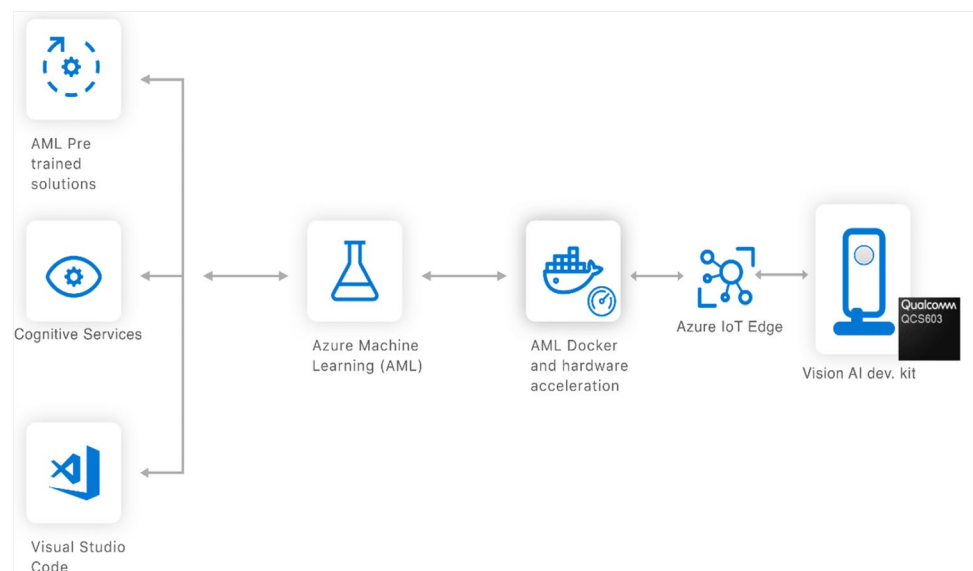 AML Pre
trained
solutions
Cognitive Services
Visual Studio
Code
Azure Machine
Learning (AML)
AML Docker
and hardware
acceleration
Azure IoT Edge
Qualcomm
QCS603
Vision AI dev. kit